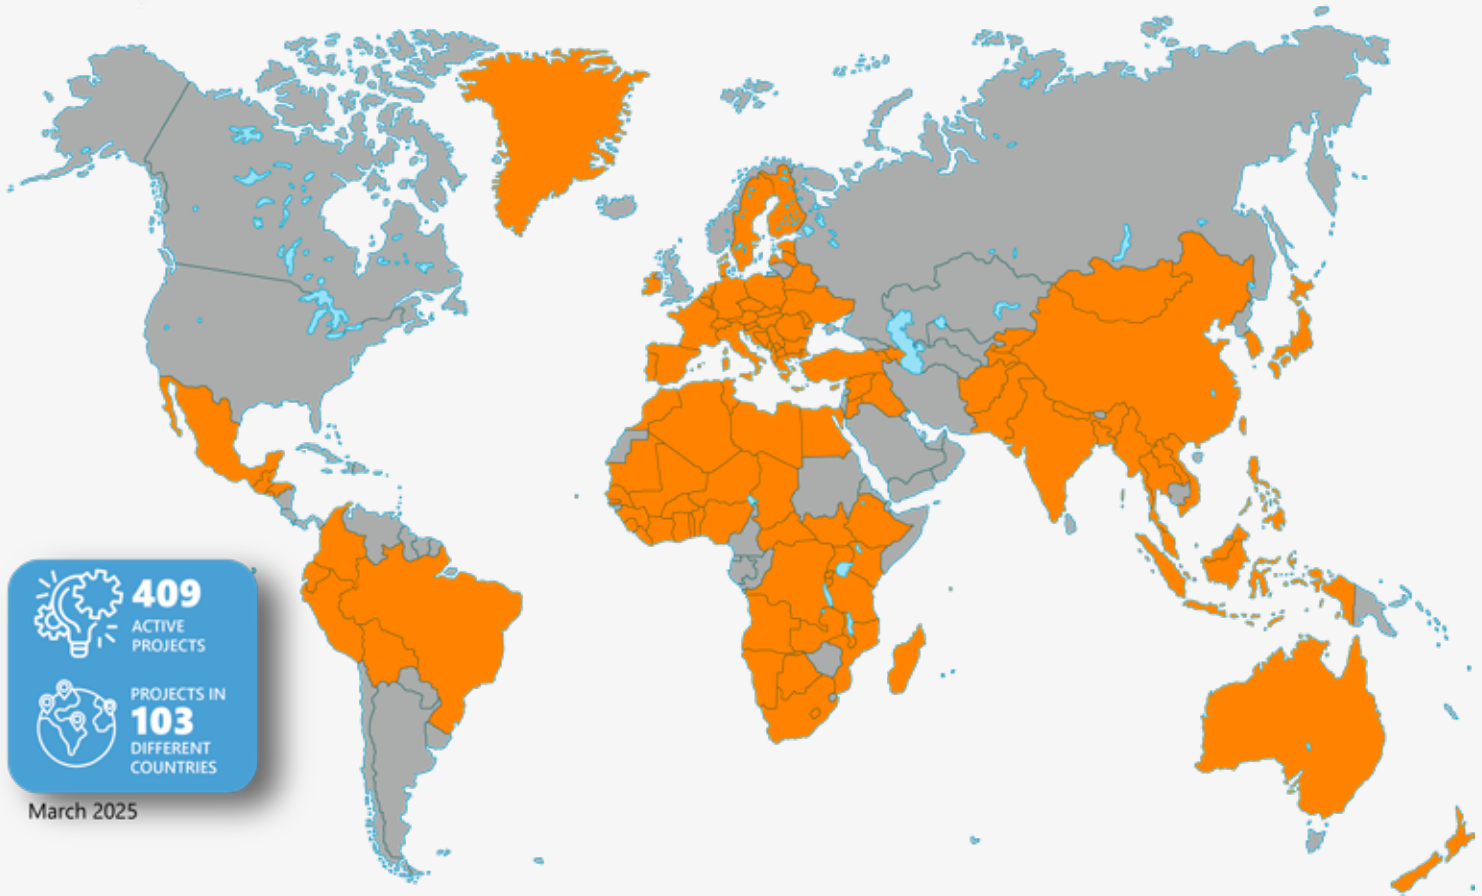 409
ACTIVE
PROJECTS
PROJECTS IN
103
DIFFERENT
COUNTRIES
March 2025